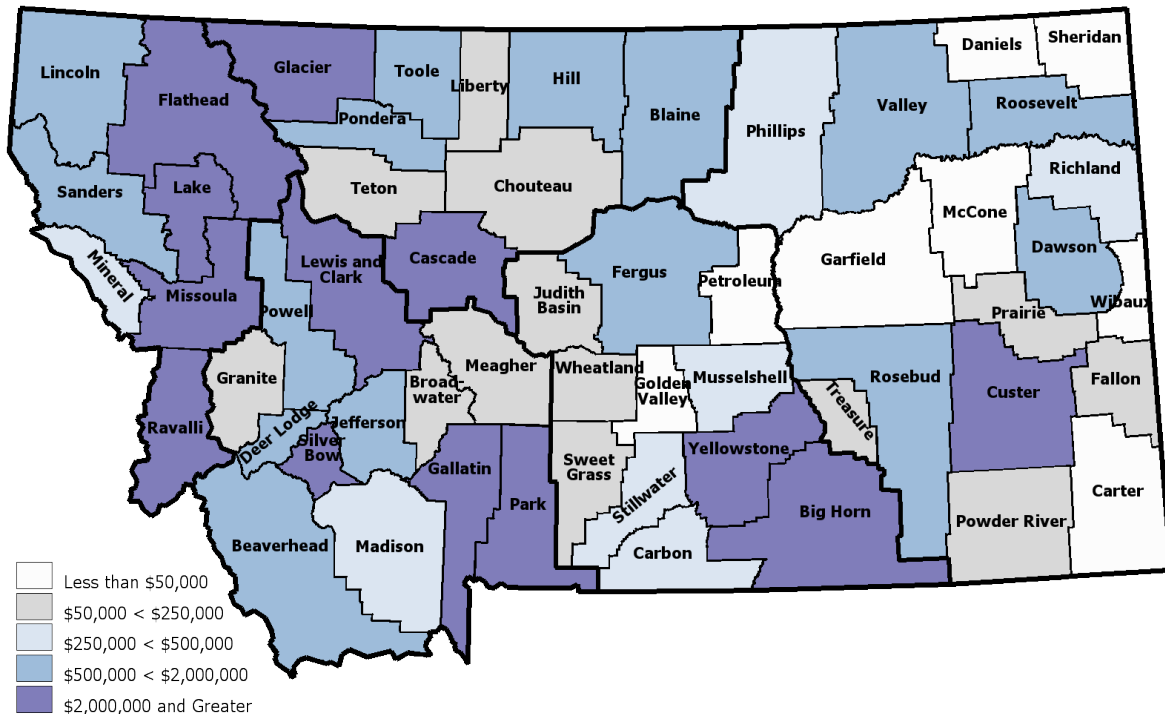 Lincoln
Flathead
Glacier
Toole
Liberty
Hill
Blaine
Phillips
Valley
Daniels
Sheridan
Roosevelt
Pondera
Sanders
Lake
Teton
Chouteau
Richland
McCone
Dawson
Mineral
Missoula
Lewis and
Clark
Cascade
Judith
Basin
Fergus
Petroleum
Garfield
Wibaux
Prairie
Powell
Granite
Ravalli
Deer Lodge
Silver
Bow
Jefferson
Broad-
water
Meagher
Wheatland
Golden
Valley
Musselshell
Treasure
Rosebud
Custer
Fallon
Gallatin
Park
Sweet
Grass
Stillwater
Yellowstone
Big Horn
Powder River
Carter
Beaverhead
Madison
Carbon
Less than $50,000
$50,000 < $250,000
$250,000 < $500,000
$500,000 < $2,000,000
$2,000,000 and Greater